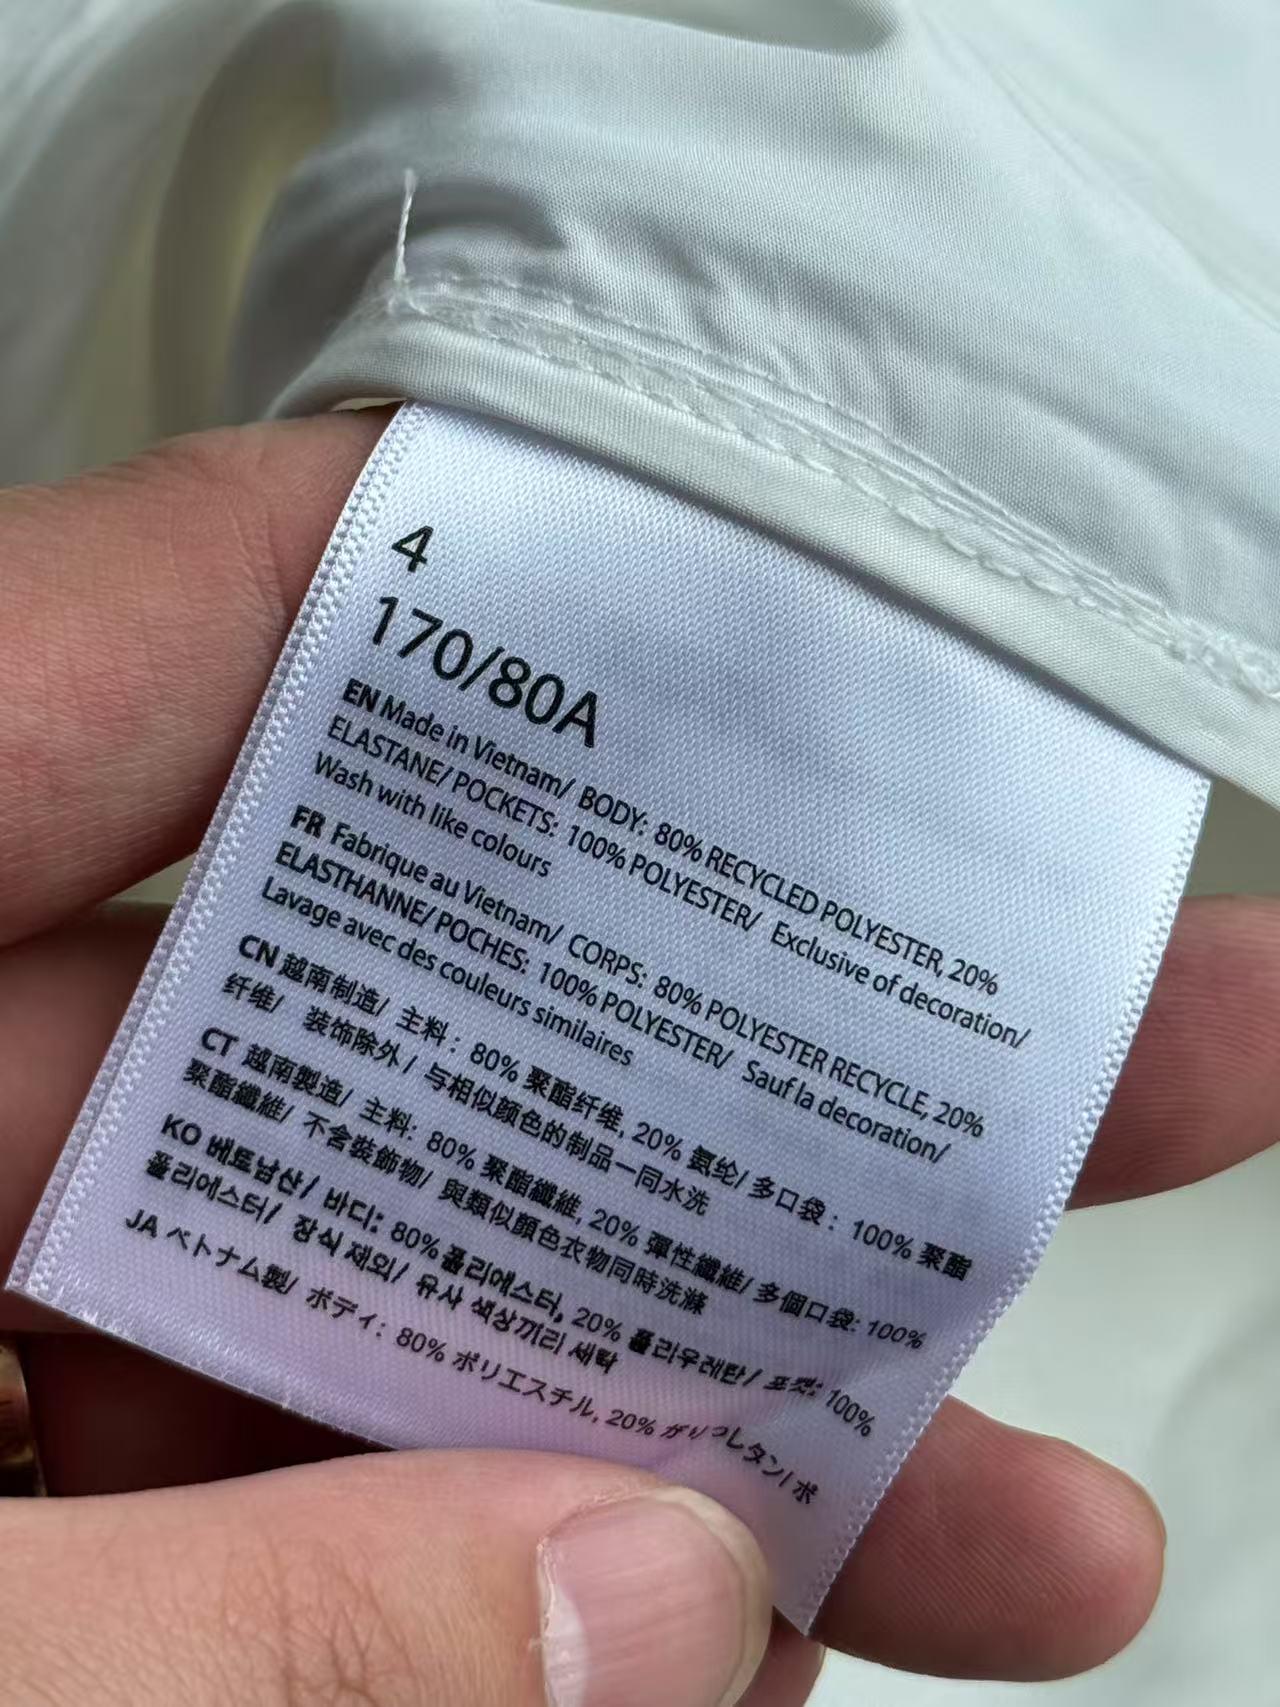 4
170/80A
EN Made in Vietnam/ BODY: 80% RECYCLED POLYESTER, 20%
ELASTANE/ POCKETS: 100% POLYESTER/ Exclusive of decoration/
Wash with like colours
FR Fabrique au Vietnam/ CORPS: 80% POLYESTER RECYCLE, 20%
ELASTHANNE/ POCHES: 100% POLYESTER/ Sauf la decoration/
Lavage avec des couleurs similaires
CN 越南制造/ 主料: 80% 聚酯纤维, 20% 氨纶/ 多口袋: 100% 聚酯
纤维/ 装饰除外/ 与相似颜色的制品一同水洗
CT 越南製造/ 主料: 80% 聚酯纖維, 20% 彈性纖維/ 多個口袋: 100%
聚酯纖維/ 不含裝飾物/ 與類似顏色衣物同時洗滌
KO 베트남산/ 바디: 80% 폴리에스터, 20% 폴리우레탄/ 포켓: 100%
폴리에스터/ 장식 제외/ 유사 색상끼리 세탁
JA ベトナム製/ ボディ: 80% ポリエステル, 20% レタン/ ポ